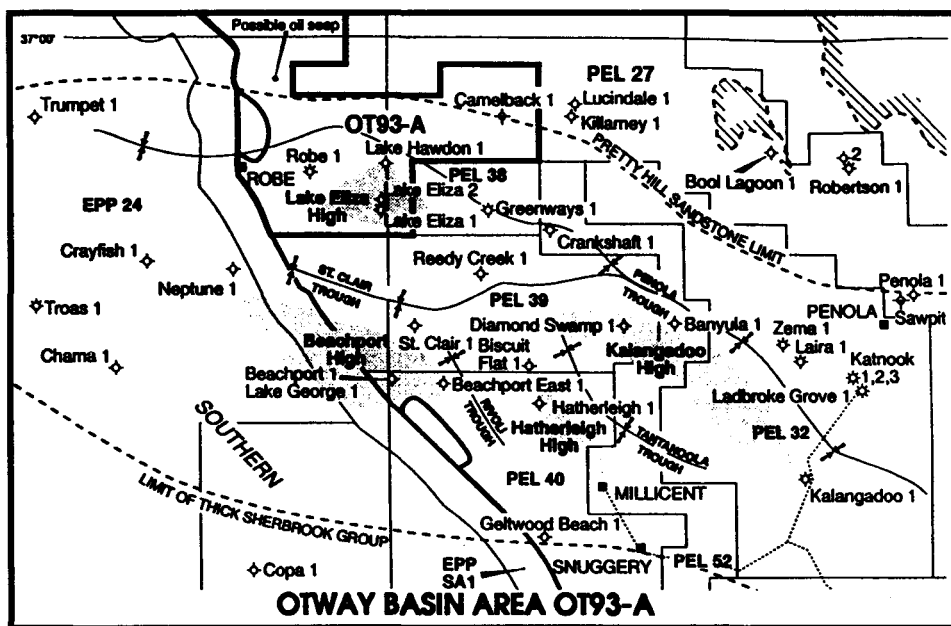 Possible oil seep
37°00'
PEL 27
Trumpet 1
Camelback 1
Lucindale 1
Killarney 1
OT93-A
PRETTY HILL SANDSTONE LIMIT
Robe 1
Lake Hawdon 1
Bool Lagoon 1
2
Robertson 1
ROBE
PEL 38
Lake Eliza 2
EPP 24
Lake Eliza
High
Lake Eliza 1
Greenways 1
Crayfish 1
Crankshaft 1
Neptune 1
Reedy Creek 1
ST. CLAIR
TROUGH
PENOLA
TROUGH
Penola 1
Troas 1
PEL 39
PENOLA
Sawpit
Beachport
High
St. Clair 1
Diamond Swamp 1
Banyula 1
Zema 1
Laira 1
Chama 1
Biscuit
Flat 1
Kalangadoo
High
Katnook
1,2,3
Beachport 1
Lake George 1
Beachport East 1
Ladbroke Grove 1
Hatherleigh 1
Hatherleigh
High
RIVOLI
TROUGH
TANTANOOLA
TROUGH
PEL 32
SOUTHERN
PEL 40
MILLICENT
Kalangadoo 1
LIMIT OF THICK SHERBROOK GROUP
Geltwood Beach 1
SNUGGERY
PEL 52
Copa 1
EPP
SA1
OTWAY BASIN AREA OT93-A